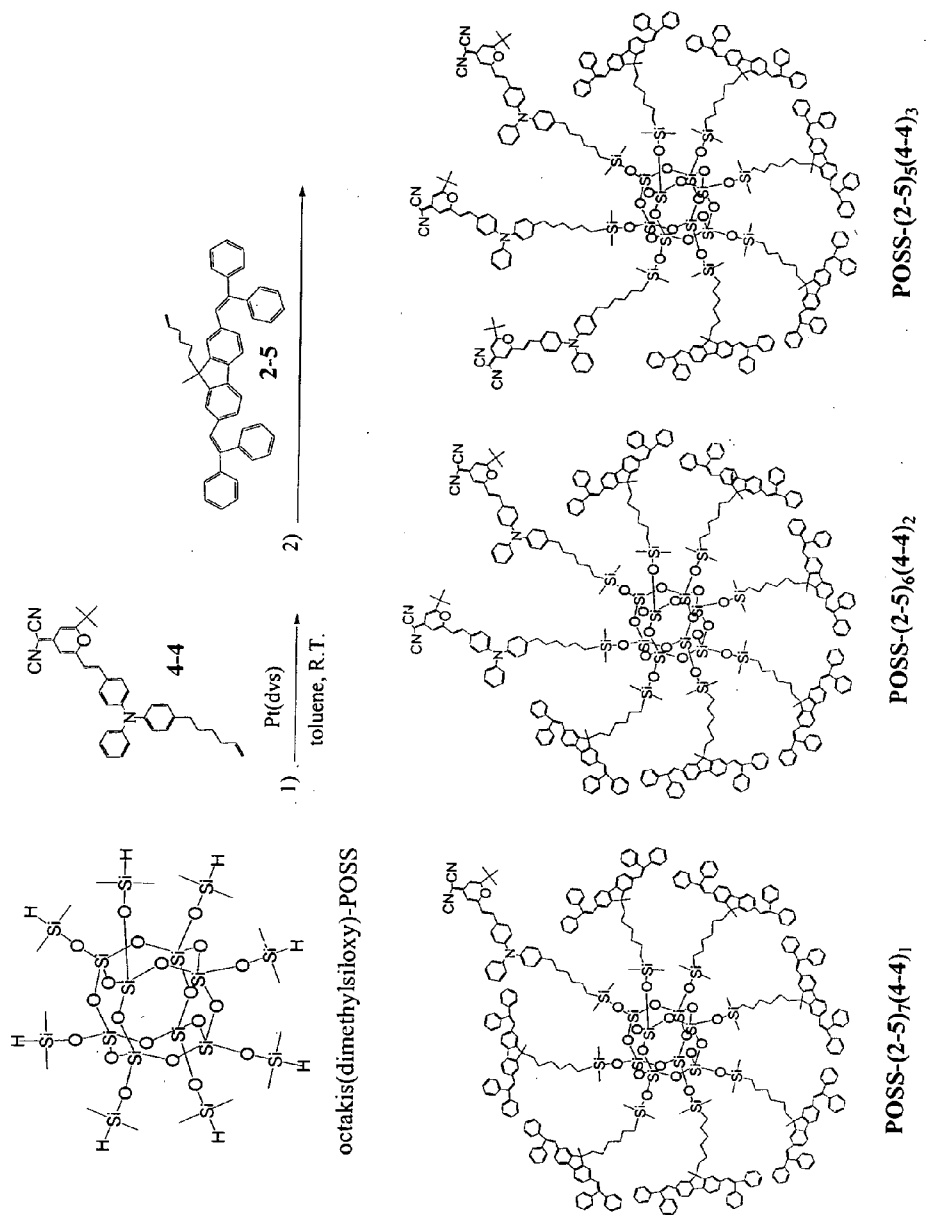 octakis(dimethylsiloxy)-POSS
4-4
1)
Pt(dvs)
toluene, R.T.
2)
2-5
POSS-(2-5)₇(4-4)₁
POSS-(2-5)₆(4-4)₂
POSS-(2-5)₅(4-4)₃